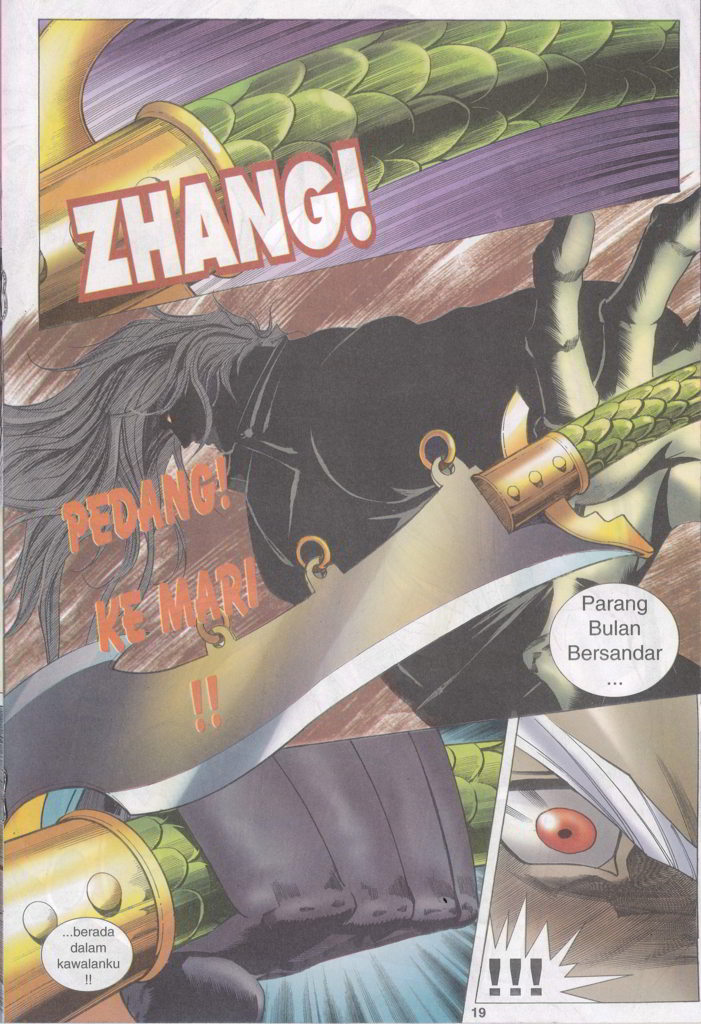 ZHANG!
PEDANG!
KE MARI
!!
Parang
Bulan
Bersandar
...
...berada
dalam
kawalanku
!!
!!!
19